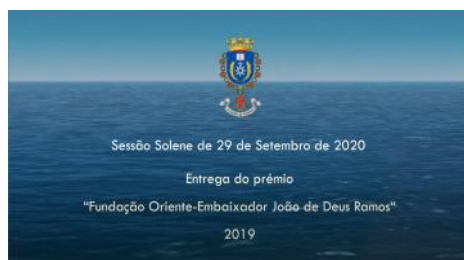 Sessão Solene de 29 de Setembro de 2020
Entrega do prémio
"Fundação Oriente-Embaixador João de Deus Ramos"
2019